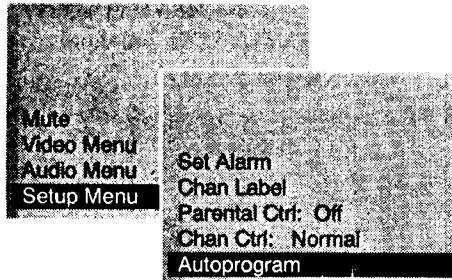 Mute
Video Menu
Audio Menu
Setup Menu
Set Alarm
Chan Label
Parental Ctrl: Off
Chan Ctrl: Normal
Autoprogram